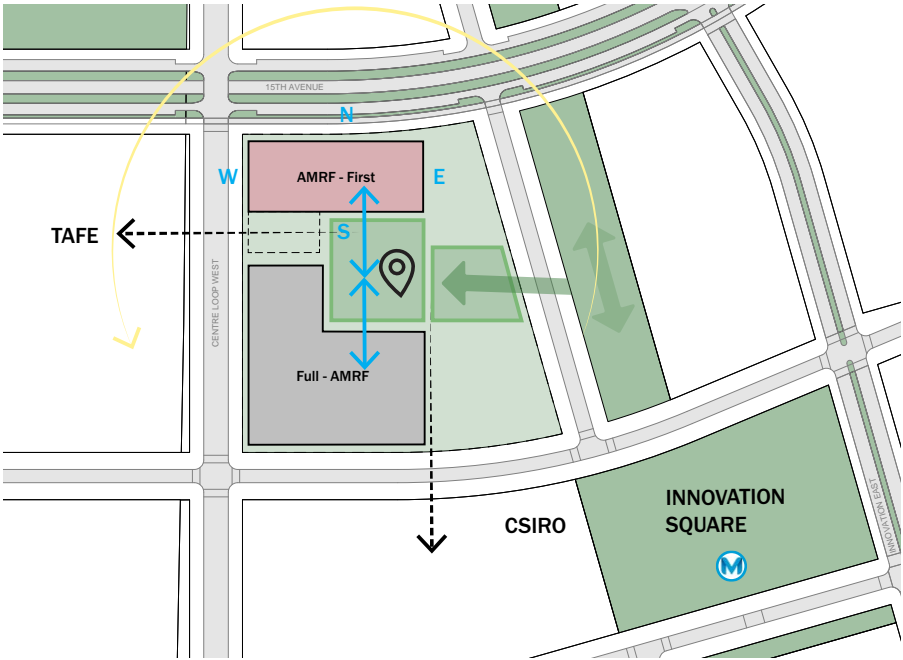 15TH AVENUE
N
W
AMRF - First
E
TAFE
S
CENTRE LOOP WEST
Full - AMRF
CSIRO
INNOVATION
SQUARE
M
INNOVATION EAST